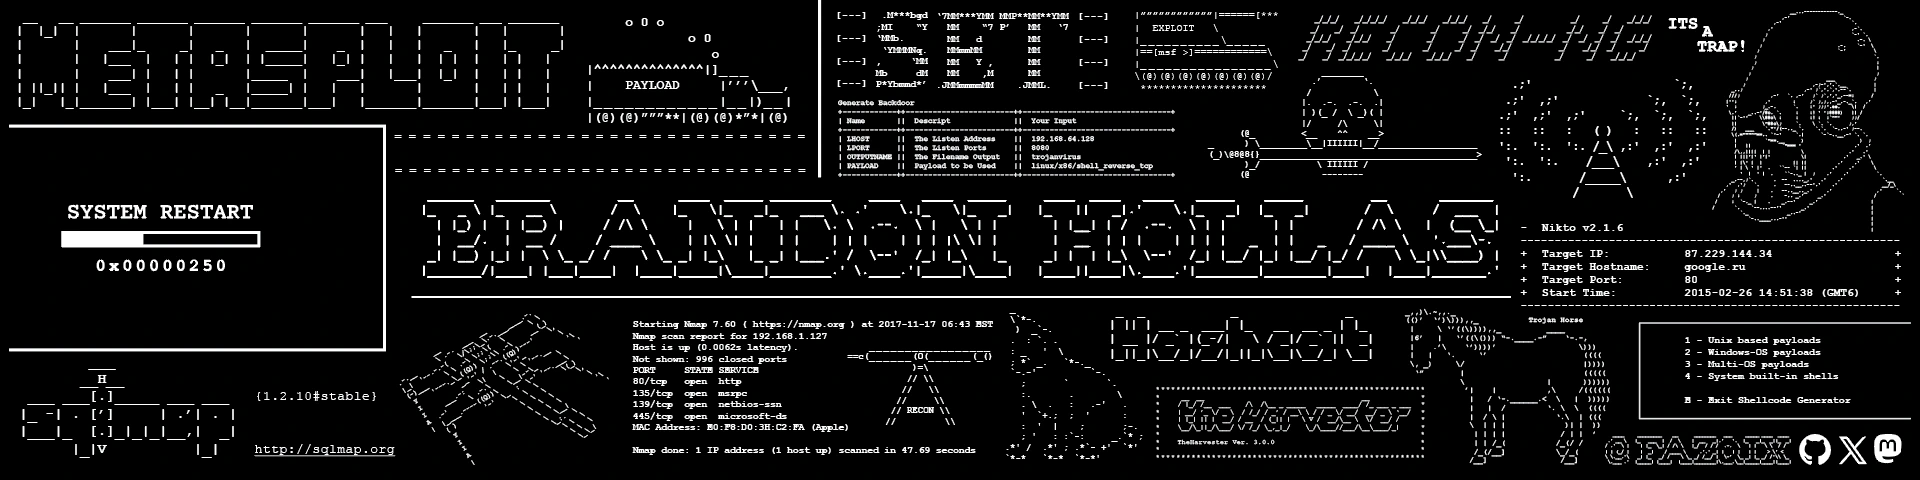 METASPLOIT
PAYLOAD
SET
EXPLOIT
==[msf >]
RECON-NG
ITS
A
TRAP!
Generate Backdoor
Name || Descript || Your Input
LHOST || The Listen Address || 192.168.64.128
LPORT || The Listen Ports || 8080
OUTPUTNAME || The Filename Output || trojanvirus
PAYLOAD || Payload to be Used || linux/x86/shell_reverse_tcp
SYSTEM RESTART
0x00000250
BRANDON HOLLAS
- Nikto v2.1.6
+ Target IP: 87.229.144.34 +
+ Target Hostname: google.ru +
+ Target Port: 80 +
+ Start Time: 2015-02-26 14:51:38 (GMT6) +
sqlmap
{1.2.10#stable}
http://sqlmap.org
Starting Nmap 7.60 ( https://nmap.org ) at 2017-11-17 06:43 EST
Nmap scan report for 192.168.1.127
Host is up (0.0062s latency).
Not shown: 996 closed ports
PORT STATE SERVICE
80/tcp open http
135/tcp open msrpc
139/tcp open netbios-ssn
445/tcp open microsoft-ds
MAC Address: E0:F8:D0:3H:C2:FA (Apple)
Nmap done: 1 IP address (1 host up) scanned in 47.69 seconds
RECON
Hashcat
theHarvester
TheHarvester Ver. 3.0.0
Trojan Horse
1 - Unix based payloads
2 - Windows-OS payloads
3 - Multi-OS payloads
4 - System built-in shells
E - Exit Shellcode Generator
@FAZOIX